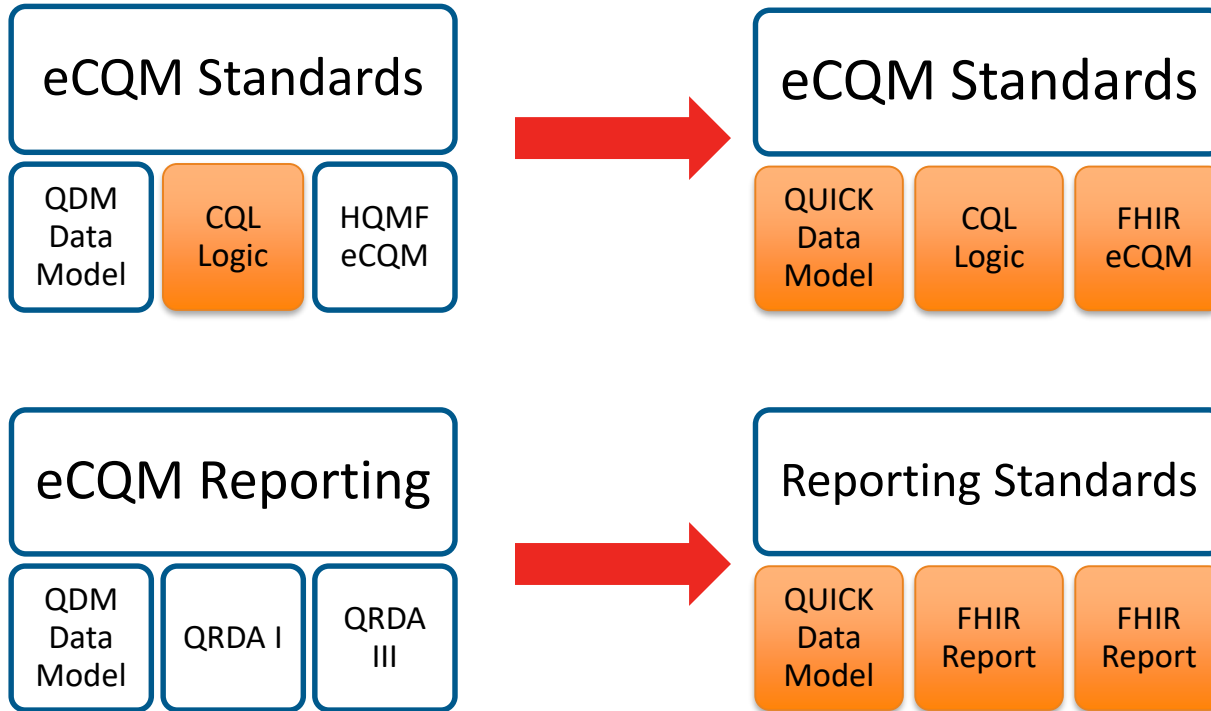 eCQM Standards
QDM
Data
Model
CQL
Logic
HQMF
eCQM
eCQM Standards
QUICK
Data
Model
CQL
Logic
FHIR
eCQM
eCQM Reporting
QDM
Data
Model
QRDA I
QRDA
III
Reporting Standards
QUICK
Data
Model
FHIR
Report
FHIR
Report